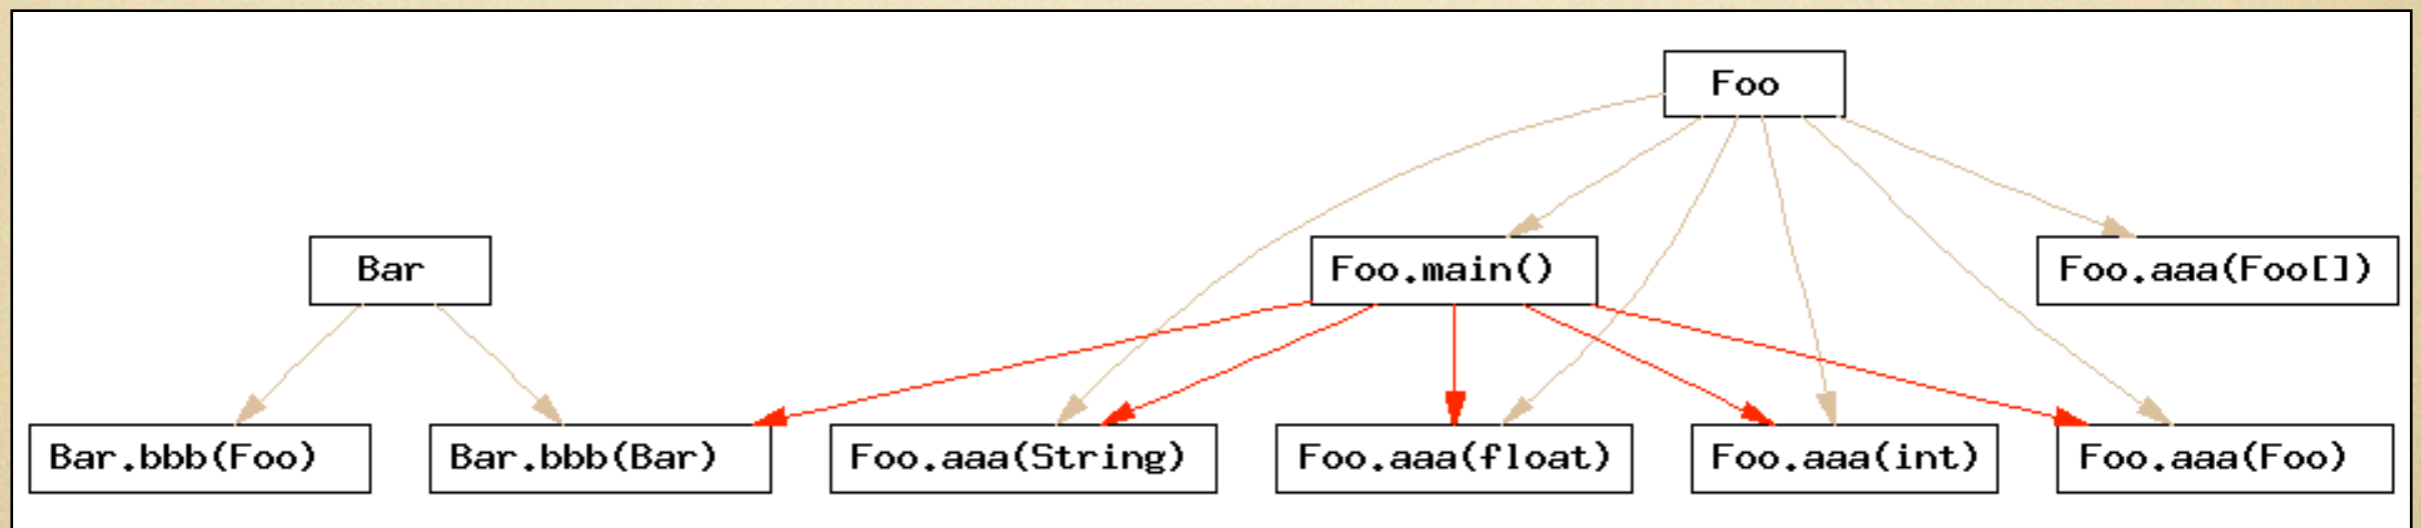 Foo
Bar
Foo.main()
Foo.aaa(Foo[])
Bar.bbb(Foo)
Bar.bbb(Bar)
Foo.aaa(String)
Foo.aaa(float)
Foo.aaa(int)
Foo.aaa(Foo)